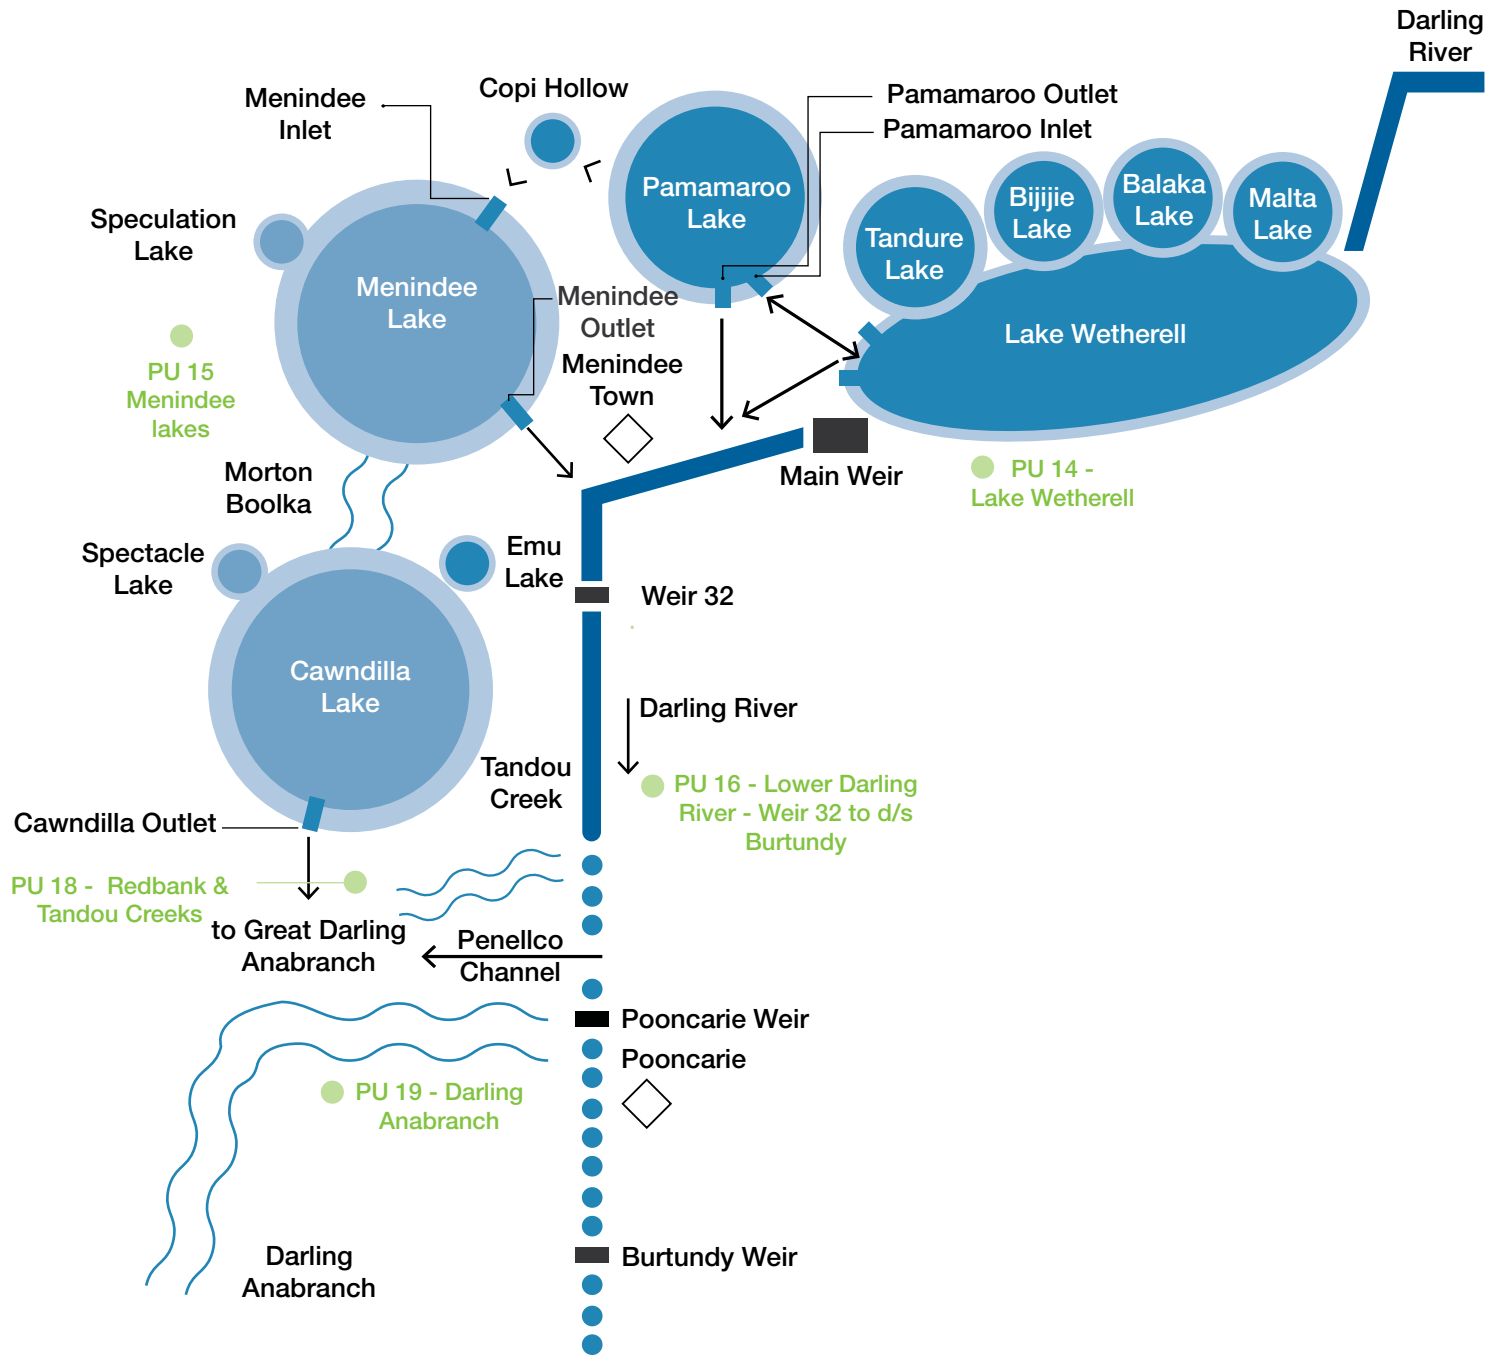 Darling
River
Copi Hollow
Menindee
Inlet
Pamamaroo Outlet
Pamamaroo Inlet
Pamamaroo
Lake
Bijijie
Lake
Balaka
Lake
Malta
Lake
Speculation
Lake
Tandure
Lake
Menindee
Lake
Menindee
Outlet
Lake Wetherell
Menindee
Town
PU 15
Menindee
lakes
Morton
Boolka
Main Weir
PU 14 -
Lake Wetherell
Spectacle
Lake
Emu
Lake
Weir 32
Cawndilla
Lake
Darling River
Tandou
Creek
PU 16 - Lower Darling
River - Weir 32 to d/s
Burtundy
Cawndilla Outlet
PU 18 - Redbank &
Tandou Creeks
to Great Darling
Anabranch
Penellco
Channel
Pooncarie Weir
Pooncarie
PU 19 - Darling
Anabranch
Darling
Anabranch
Burtundy Weir